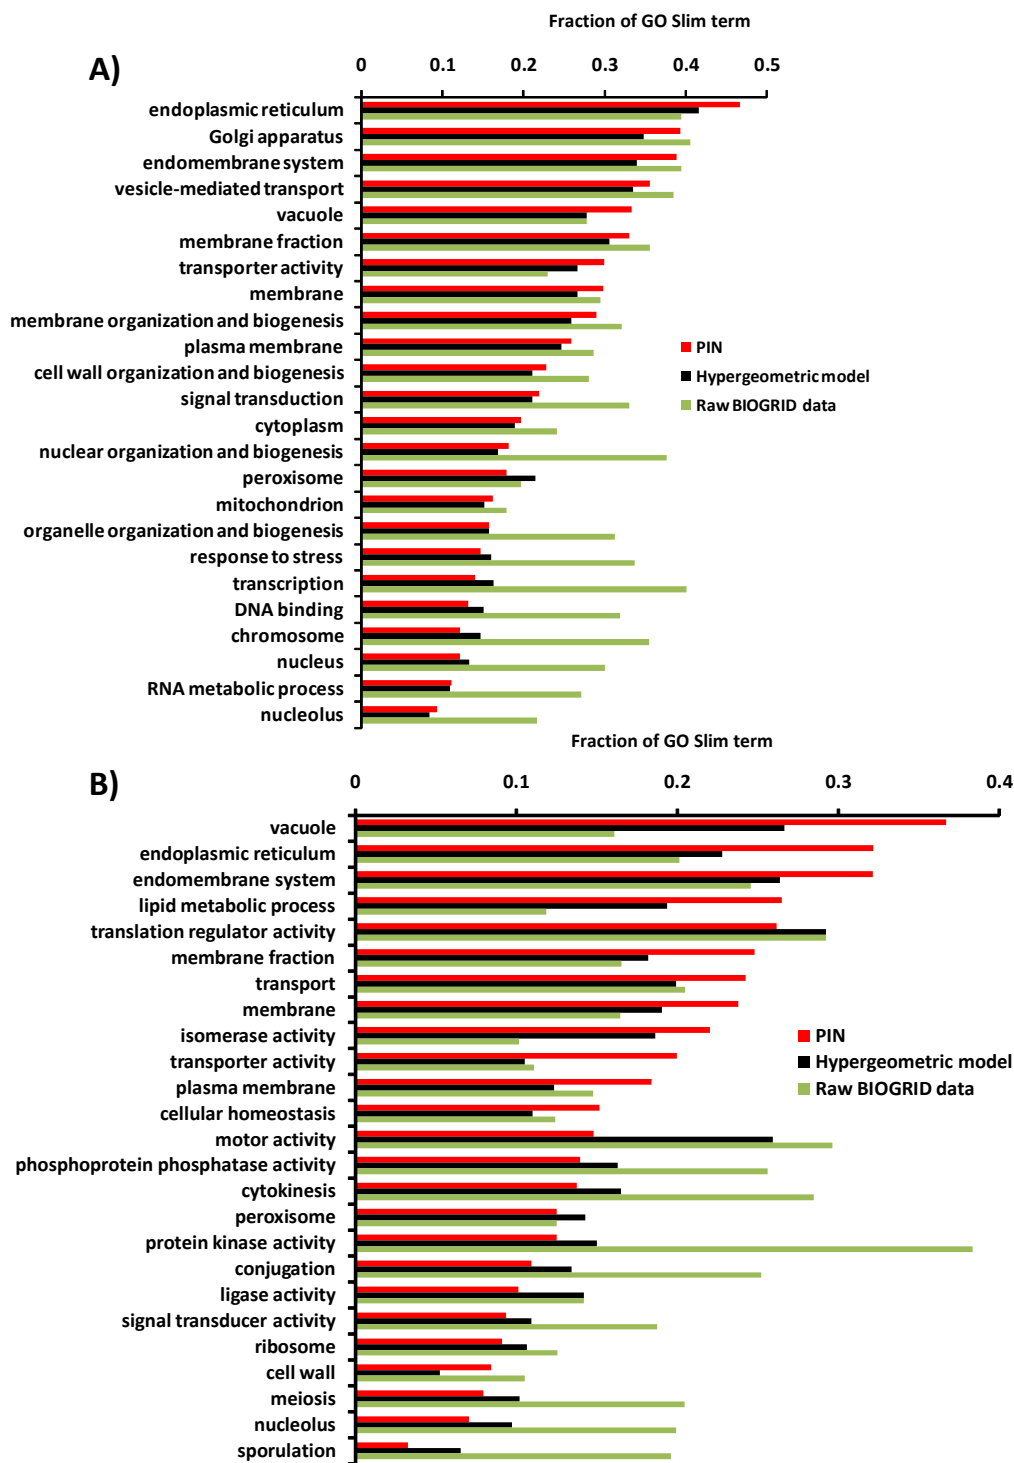 Fraction of GO Slim term
A)
0 0.1 0.2 0.3 0.4 0.5
endoplasmic reticulum
Golgi apparatus
endomembrane system
vesicle-mediated transport
vacuole
membrane fraction
transporter activity
membrane
membrane organization and biogenesis
plasma membrane
cell wall organization and biogenesis
signal transduction
cytoplasm
nuclear organization and biogenesis
peroxisome
mitochondrion
organelle organization and biogenesis
response to stress
transcription
DNA binding
chromosome
nucleus
RNA metabolic process
nucleolus
PIN
Hypergeometric model
Raw BIOGRID data
Fraction of GO Slim term
B)
0 0.1 0.2 0.3 0.4
vacuole
endoplasmic reticulum
endomembrane system
lipid metabolic process
translation regulator activity
membrane fraction
transport
membrane
isomerase activity
transporter activity
plasma membrane
cellular homeostasis
motor activity
phosphoprotein phosphatase activity
cytokinesis
peroxisome
protein kinase activity
conjugation
ligase activity
signal transducer activity
ribosome
cell wall
meiosis
nucleolus
sporulation
PIN
Hypergeometric model
Raw BIOGRID data